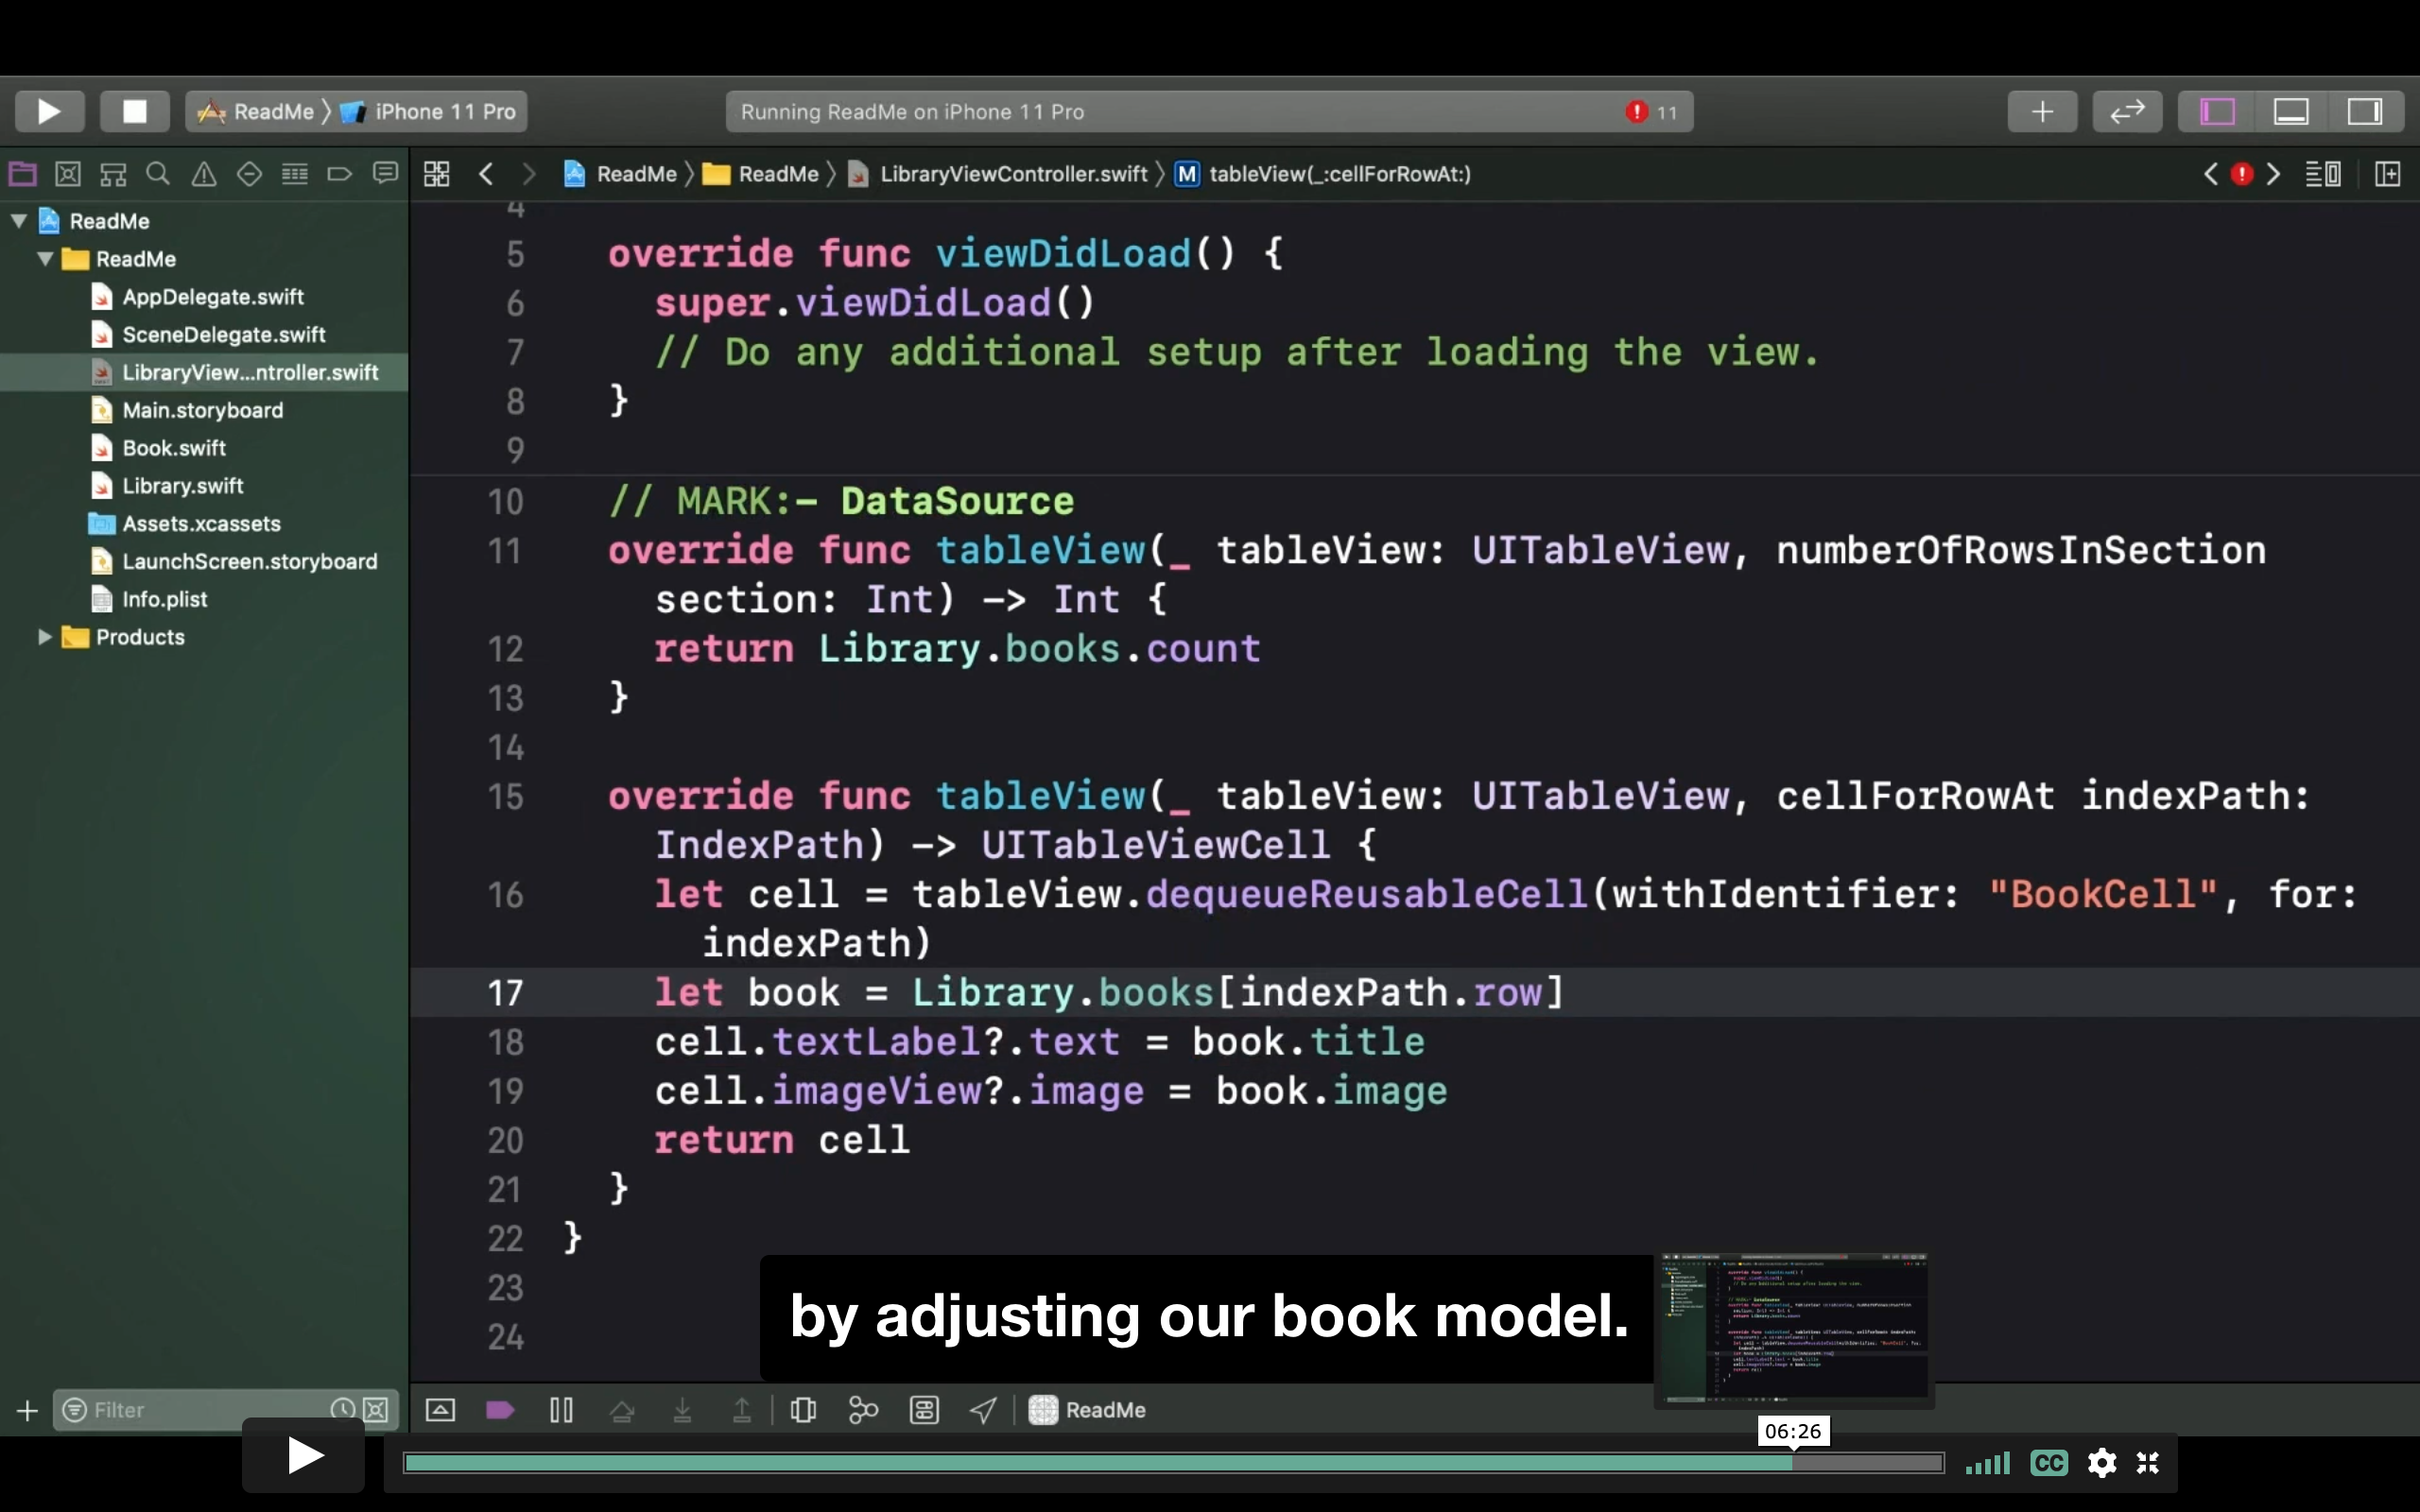 ReadMe 〉 iPhone 11 Pro
Running ReadMe on iPhone 11 Pro
11
ReadMe 〉 ReadMe 〉 LibraryViewController.swift 〉 M tableView(_:cellForRowAt:)
ReadMe
ReadMe
AppDelegate.swift
SceneDelegate.swift
LibraryView...ntroller.swift
Main.storyboard
Book.swift
Library.swift
Assets.xcassets
LaunchScreen.storyboard
Info.plist
Products
Filter
4
5 override func viewDidLoad() {
6 super.viewDidLoad()
7 // Do any additional setup after loading the view.
8 }
9
10 // MARK:- DataSource
11 override func tableView(_ tableView: UITableView, numberOfRowsInSection
section: Int) -> Int {
12 return Library.books.count
13 }
14
15 override func tableView(_ tableView: UITableView, cellForRowAt indexPath:
IndexPath) -> UITableViewCell {
16 let cell = tableView.dequeueReusableCell(withIdentifier: "BookCell", for:
indexPath)
17 let book = Library.books[indexPath.row]
18 cell.textLabel?.text = book.title
19 cell.imageView?.image = book.image
20 return cell
21 }
22 }
23
24
by adjusting our book model.
ReadMe
06:26
CC